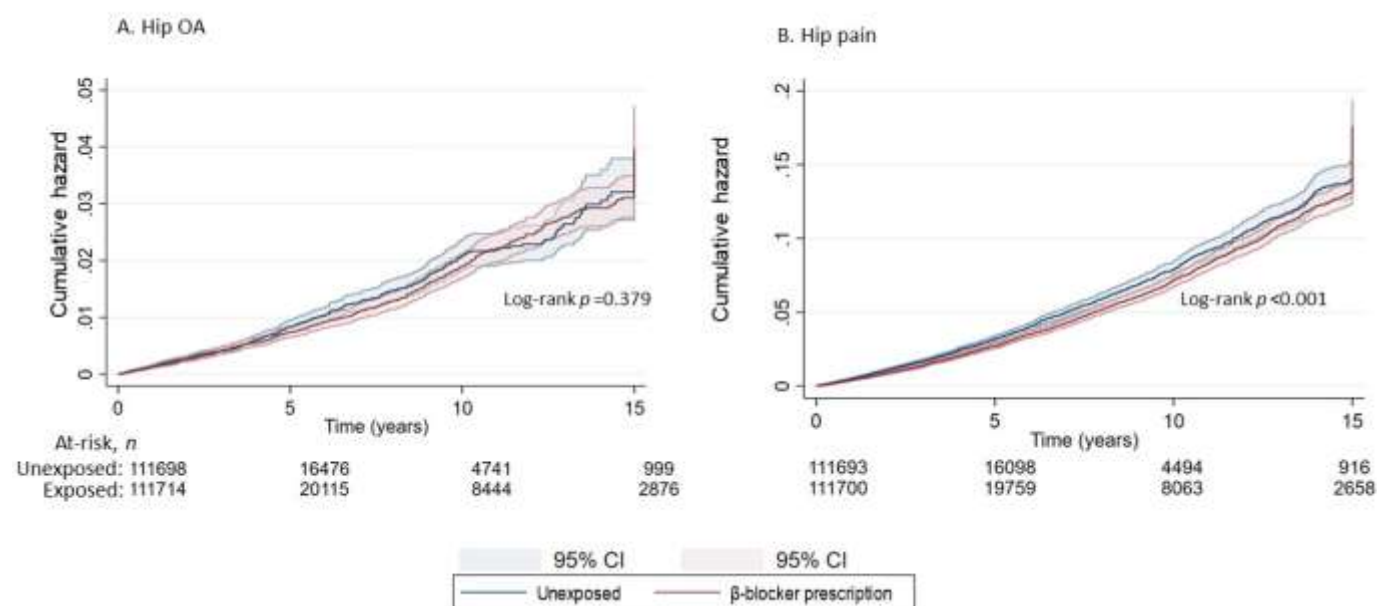 A. Hip OA
B. Hip pain
Cumulative hazard
.05
.04
.03
.02
.01
0
Log-rank p =0.379
0 5 10 15
Time (years)
Cumulative hazard
.2
.15
.1
.05
0
Log-rank p <0.001
0 5 10 15
Time (years)
At-risk, n
Unexposed: 111698 16476 4741 999 111693 16098 4494 916
Exposed: 111714 20115 8444 2876 111700 19759 8063 2658
95% CI 95% CI
Unexposed β-blocker prescription